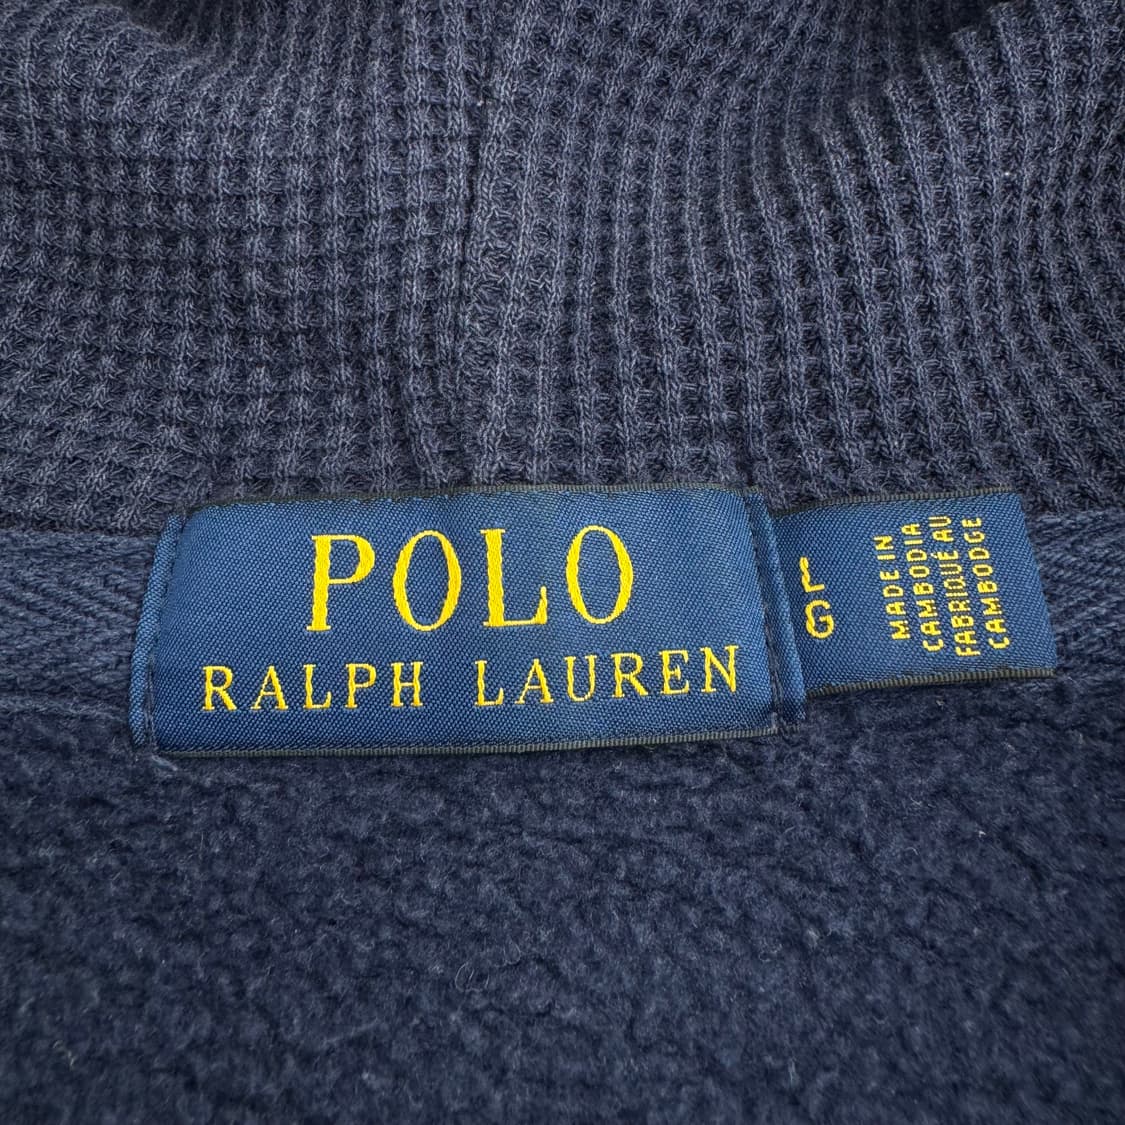 POLO
RALPH LAUREN
L
G
MADE IN
CAMBODIA
FABRIQUÉ AU
CAMBODGE